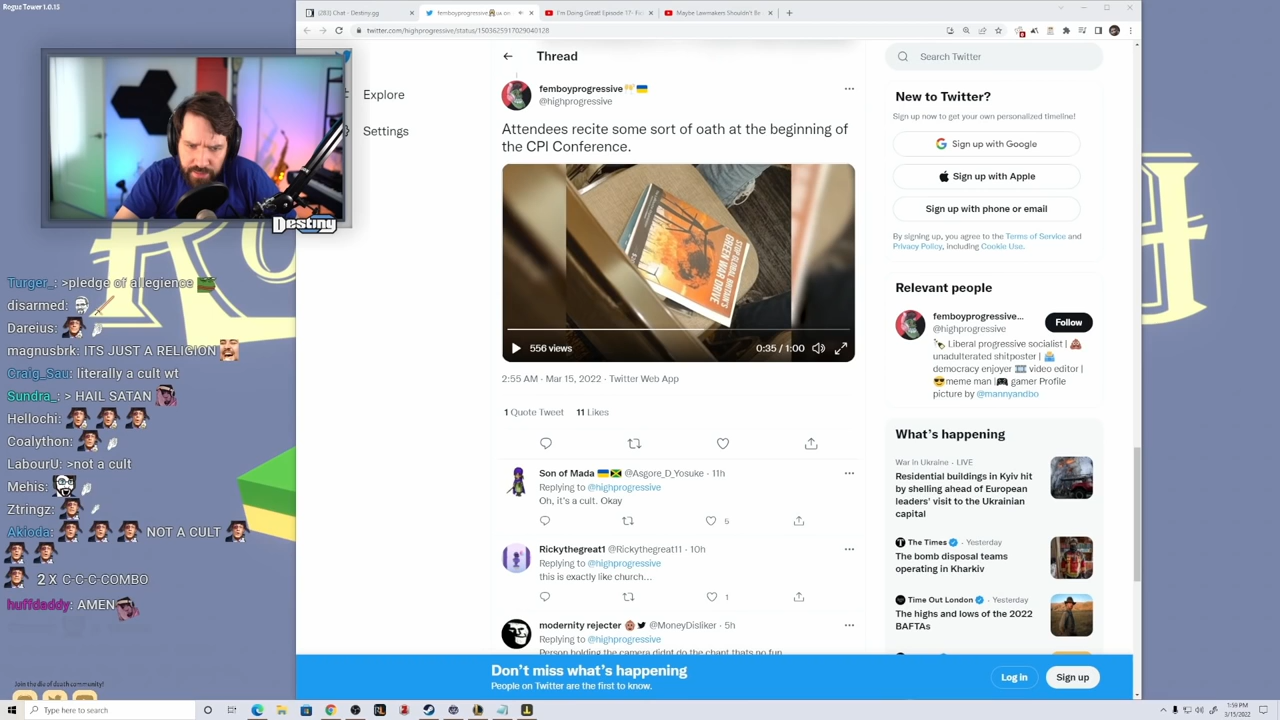 Rogue Tower 1.0.15
(283) Chat - Destiny.gg
I'm Doing Great! Episode 17- Fa
Maybe Lawmakers Shouldn't Be
twitter.com/highprogressive/status/1503625917029048128
Explore
Settings
Destiny
Turger_: >pledge of allegience
disarmed:
Dareius:
magnusbrk: ITS JUST A RELIGION
Craig_Sau: literally a cult wt
Sundra_: > HAIL SATAN
Hellochi:
Coalython:
LabourU: >not a cult
Mehis:
Ztringz:
Akioda: NOT A CULT
2 X C-C-C-COMBO
huffdaddy: AMEN
Join the die of death community!
Thread
femboyprogressive
@highprogressive
Attendees recite some sort of oath at the beginning of
the CPI Conference.
STOP GLOBAL BRITAIN'S
GREEN WAR DRIVE
556 views
0:35 / 1:00
2:55 AM · Mar 15, 2022 · Twitter Web App
1 Quote Tweet 11 Likes
Son of Mada @Asgore_D_Yosuke · 11h
Replying to @highprogressive
Oh, it's a cult. Okay
5
Rickythegreat1 @Rickythegreat11 · 10h
Replying to @highprogressive
this is exactly like church...
1
modernity rejecter @MoneyDisliker · 5h
Replying to @highprogressive
Person holding the camera didnt do the chant thats no fun
Search Twitter
New to Twitter?
Sign up now to get your own personalized timeline!
Sign up with Google
Sign up with Apple
Sign up with phone or email
By signing up, you agree to the Terms of Service and
Privacy Policy, including Cookie Use.
Relevant people
femboyprogressive...
@highprogressive
Follow
Liberal progressive socialist |
unadulterated shitposter |
democracy enjoyer video editor |
meme man | gamer Profile
picture by @mannyandbo
What's happening
War in Ukraine · LIVE
Residential buildings in Kyiv hit
by shelling ahead of European
leaders' visit to the Ukrainian
capital
The Times · Yesterday
The bomb disposal teams
operating in Kharkiv
Time Out London · Yesterday
The highs and lows of the 2022
BAFTAs
Don't miss what's happening
People on Twitter are the first to know.
Log in
Sign up
Type here to search
1:59 PM
3/15/2022